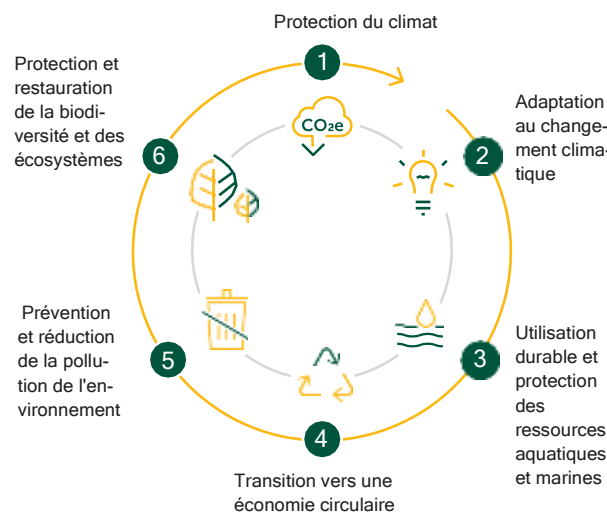 Protection du climat
1
CO₂e
Adaptation
au change-
ment clima-
tique
2
Utilisation
durable et
protection
des
ressources
aquatiques
et marines
3
4
Transition vers une
économie circulaire
Prévention
et réduction
de la pollu-
tion de l'en-
vironnement
5
Protection et
restauration
de la biodi-
versité et des
écosystèmes
6